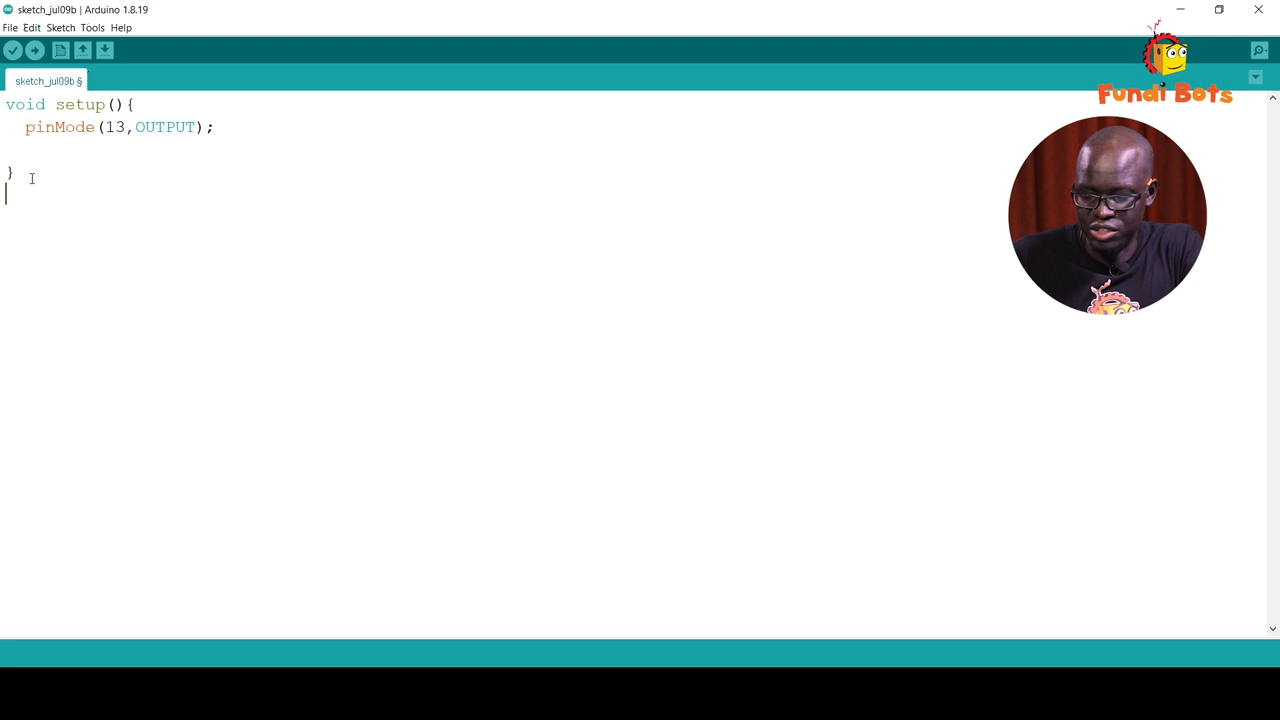 sketch_jul09b | Arduino 1.8.19
File Edit Sketch Tools Help
sketch_jul09b §
Fundi Bots
void setup(){
pinMode(13,OUTPUT);
}